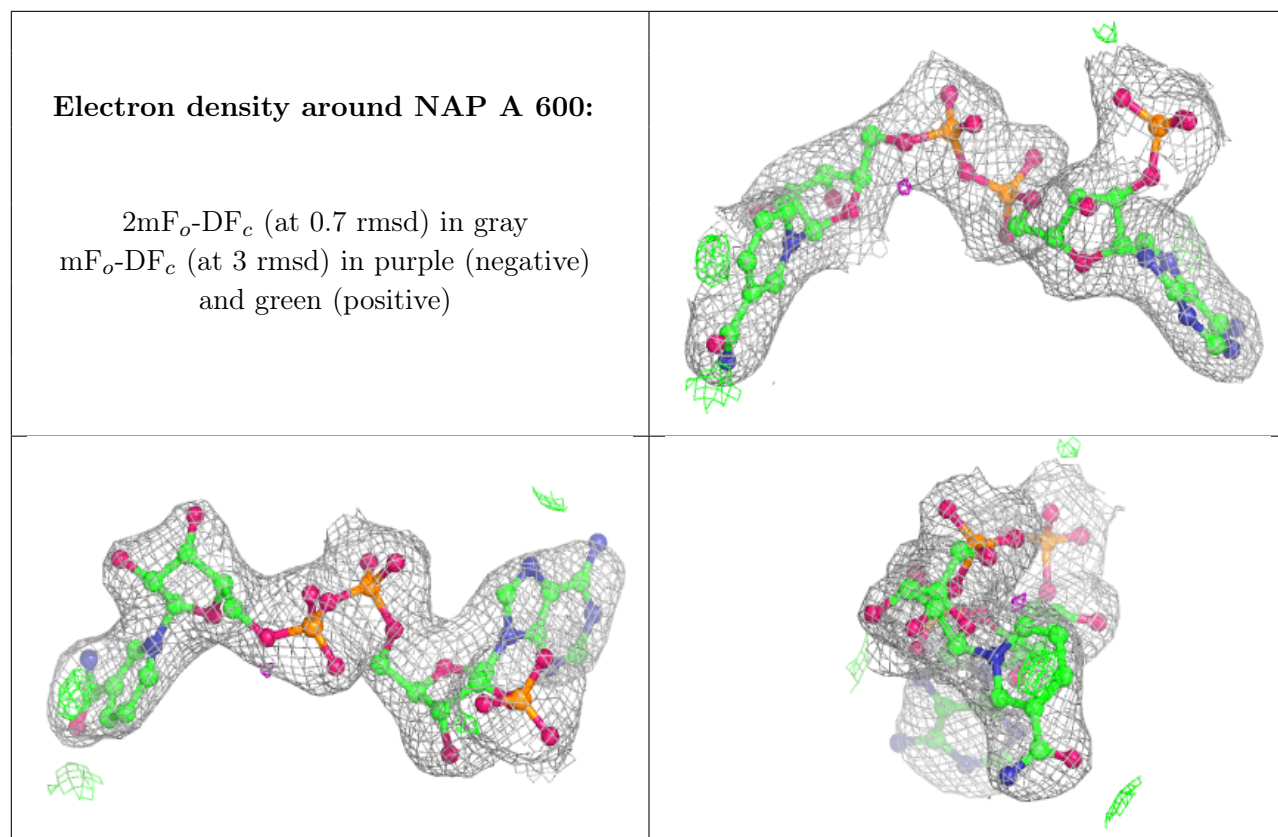 Electron density around NAP A 600:
2mFo-DFc (at 0.7 rmsd) in gray
mFo-DFc (at 3 rmsd) in purple (negative)
and green (positive)